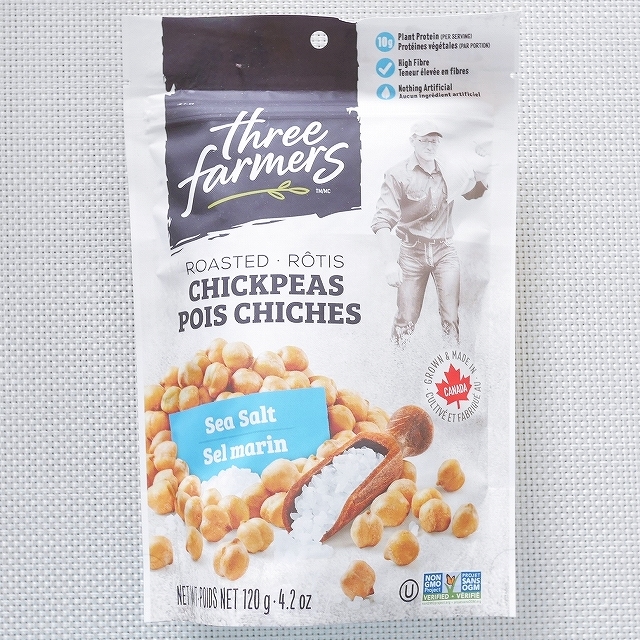 10g Plant Protein (PER SERVING)
Protéines végétales (PAR PORTION)
High Fibre
Teneur élevée en fibres
Nothing Artificial
Aucun ingrédient artificiel
three
farmers
TM/MC
ROASTED · RÔTIS
CHICKPEAS
POIS CHICHES
GROWN & MADE IN
CANADA
CULTIVÉ ET FABRIQUÉ AU
Sea Salt
Sel marin
NET WT·POIDS NET 120 g · 4.2 oz
U
NON
GMO
Project
VERIFIED
PROJET
SANS
OGM
VÉRIFIÉ